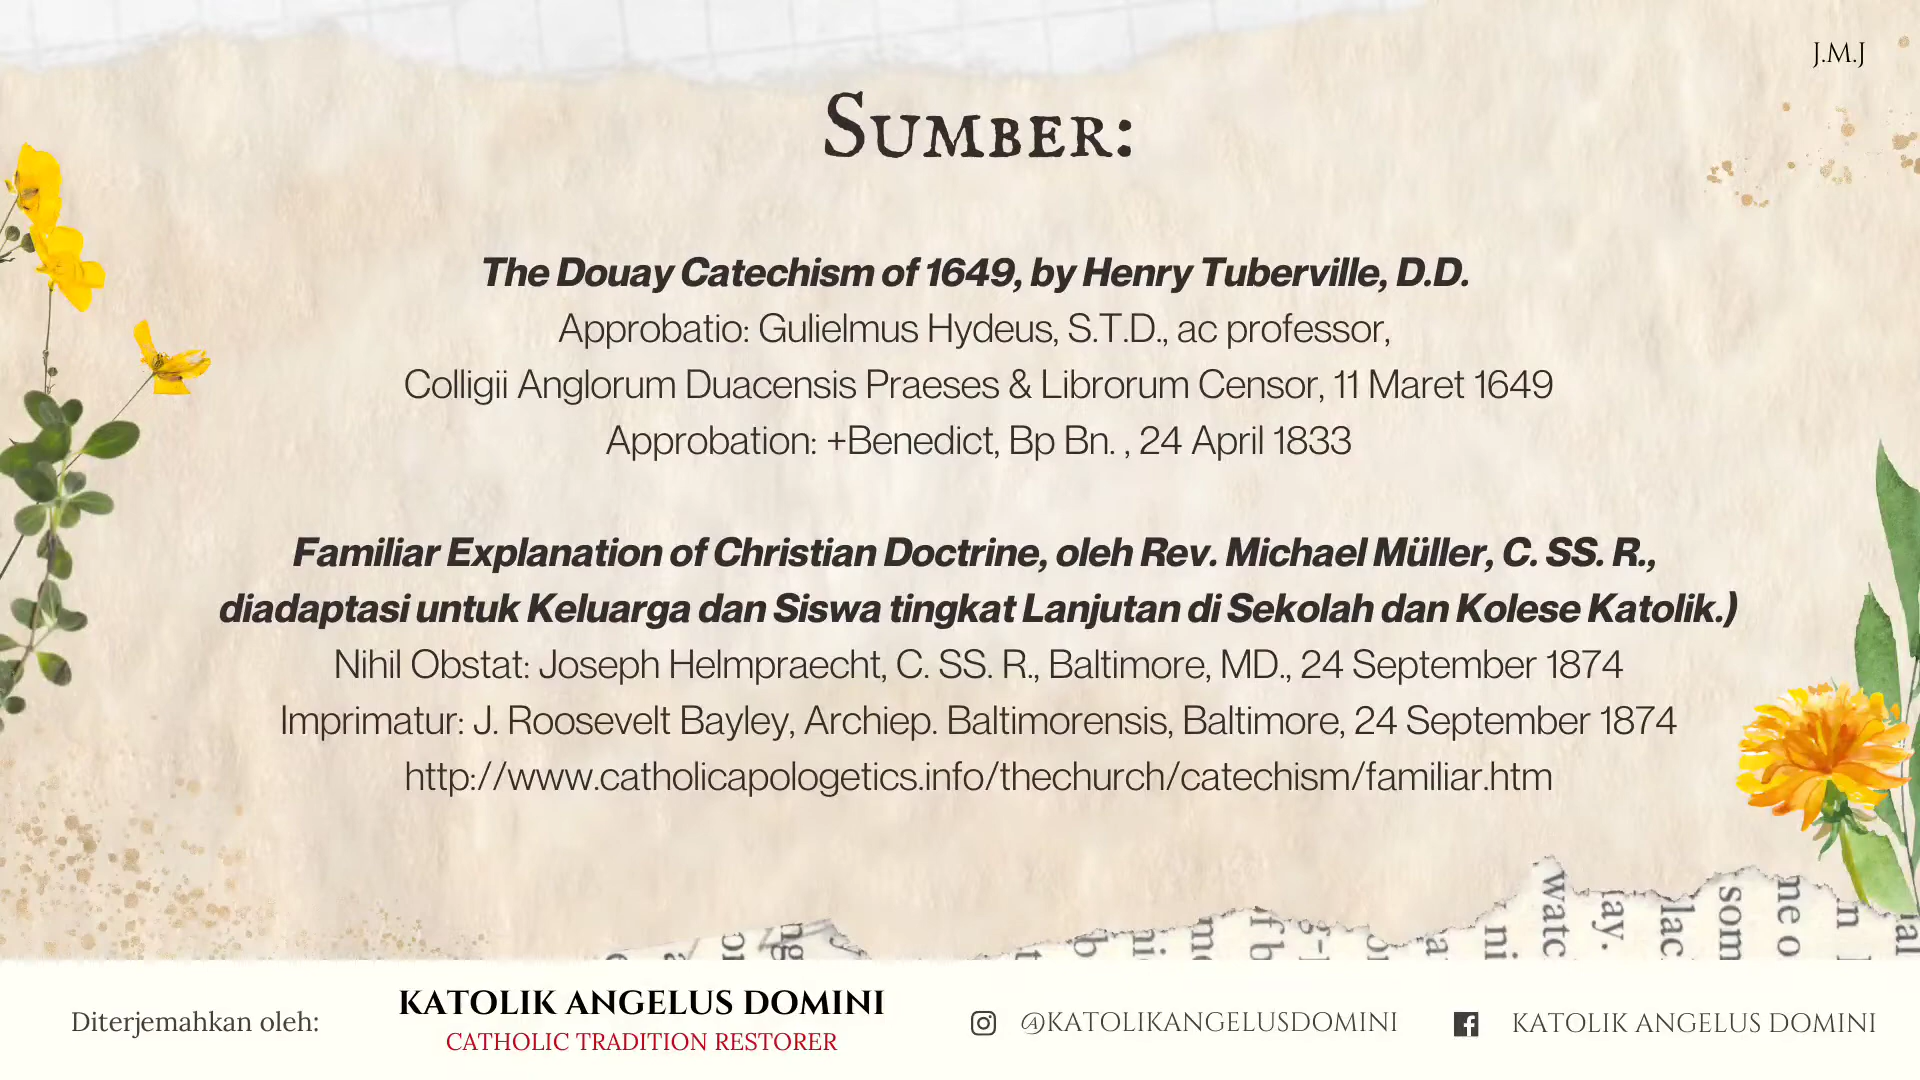 J.M.J
SUMBER:
The Douay Catechism of 1649, by Henry Tuberville, D.D.
Approbatio: Gulielmus Hydeus, S.T.D., ac professor,
Colligii Anglorum Duacensis Praeses & Librorum Censor, 11 Maret 1649
Approbation: +Benedict, Bp Bn. , 24 April 1833
Familiar Explanation of Christian Doctrine, oleh Rev. Michael Müller, C. SS. R.,
diadaptasi untuk Keluarga dan Siswa tingkat Lanjutan di Sekolah dan Kolese Katolik.)
Nihil Obstat: Joseph Helmpraecht, C. SS. R., Baltimore, MD., 24 September 1874
Imprimatur: J. Roosevelt Bayley, Archiep. Baltimorensis, Baltimore, 24 September 1874
http://www.catholicapologetics.info/thechurch/catechism/familiar.htm
Diterjemahkan oleh:
KATOLIK ANGELUS DOMINI
CATHOLIC TRADITION RESTORER
@KATOLIKANGELUSDOMINI
KATOLIK ANGELUS DOMINI